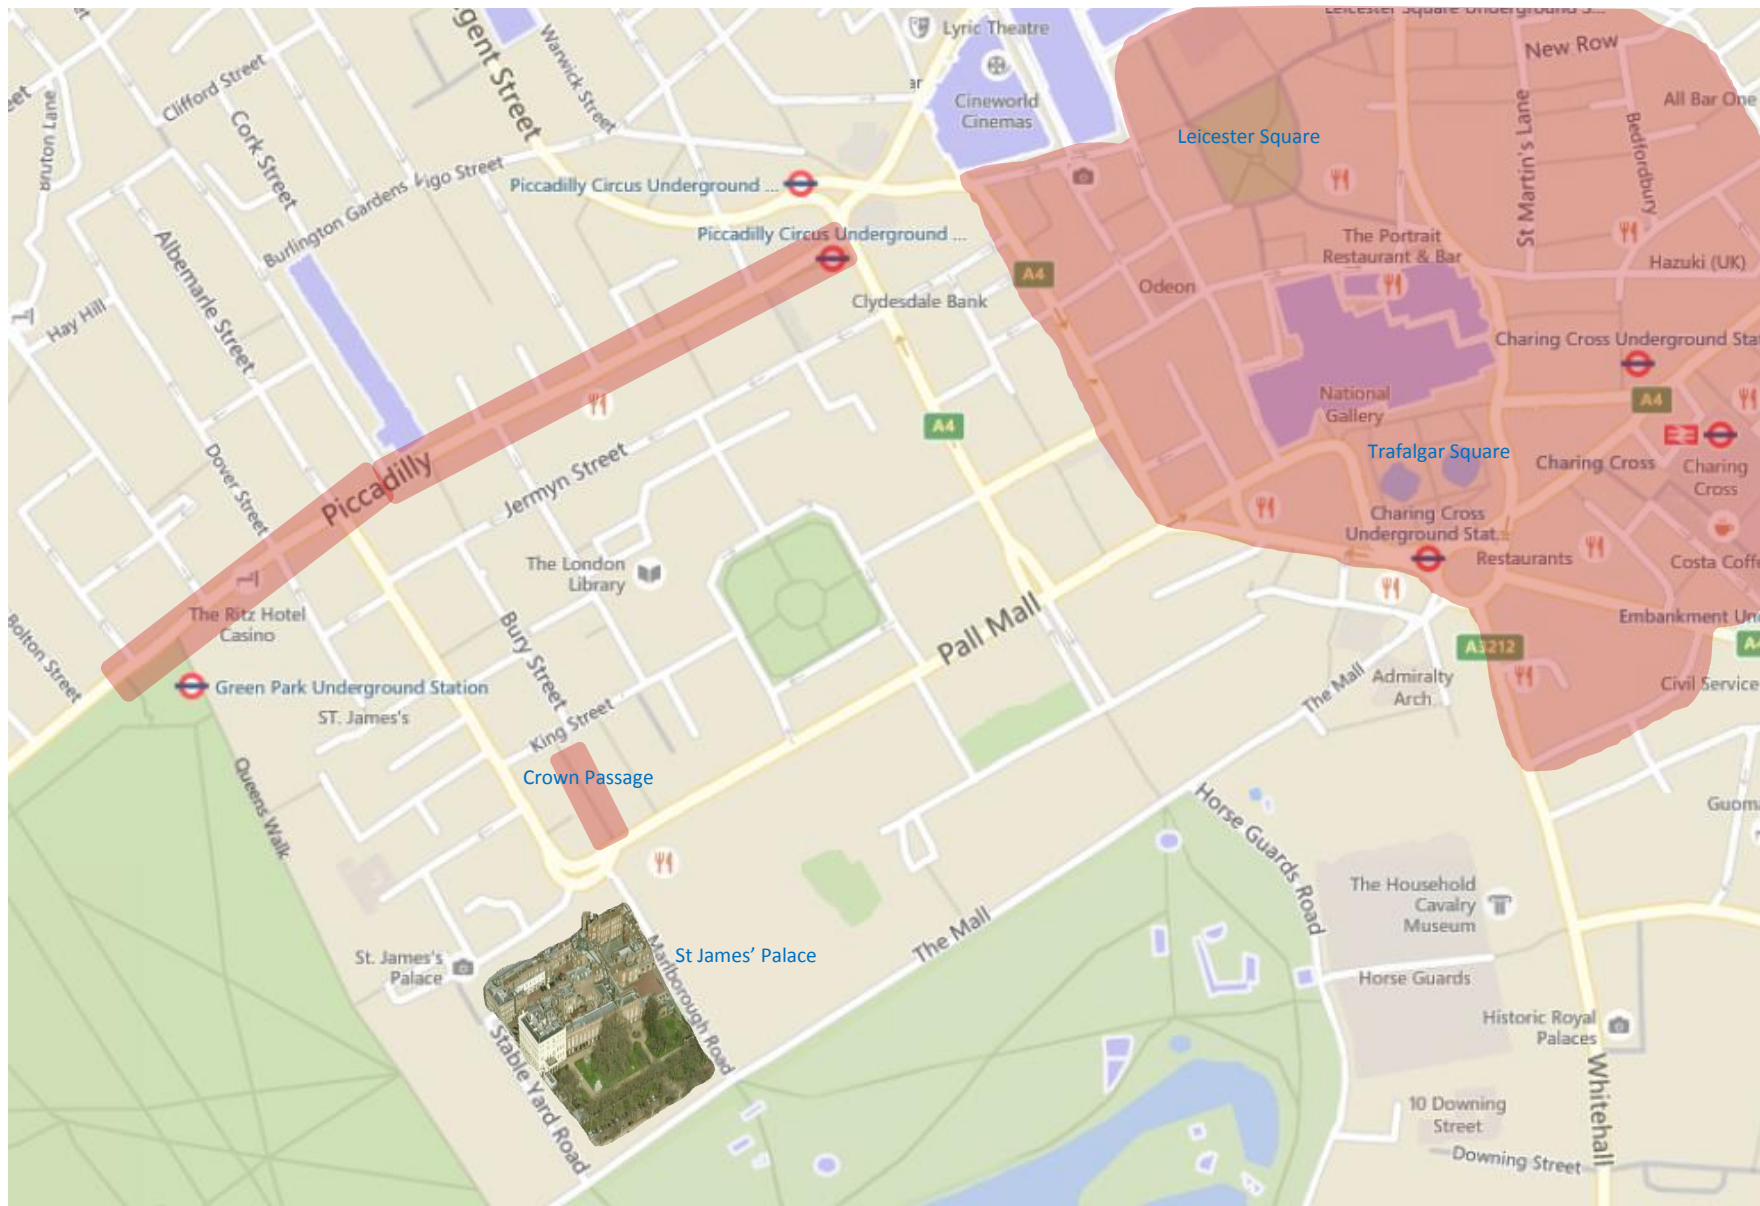 gent Street
Warwick Street
Lyric Theatre
Cineworld
Cinemas
Leicester Square Underground S...
New Row
All Bar One
Bruton Lane
Clifford Street
Cork Street
Burlington Gardens
Vigo Street
Piccadilly Circus Underground ...
Piccadilly Circus Underground ...
Leicester Square
St Martin's Lane
Bedfordbury
The Portrait
Restaurant & Bar
Hazuki (UK)
Albemarle Street
Hay Hill
A4
Odeon
Clydesdale Bank
Charing Cross Underground Sta
National
Gallery
A4
A4
Trafalgar Square
Charing Cross
Charing
Cross
Dover Street
Piccadilly
Jermyn Street
Charing Cross
Underground Stat...
Restaurants
Costa Coff
The London
Library
The Ritz Hotel
Casino
Bolton Street
Bury Street
Pall Mall
Embankment Un
A3212
Green Park Underground Station
ST. James's
King Street
The Mall
Admiralty
Arch
Civil Service
Crown Passage
Queens Walk
Horse Guards Road
Guom
The Household
Cavalry
Museum
St. James's
Palace
St James' Palace
Marlborough Road
The Mall
Horse Guards
Historic Royal
Palaces
Stable Yard Road
Whitehall
10 Downing
Street
Downing Street